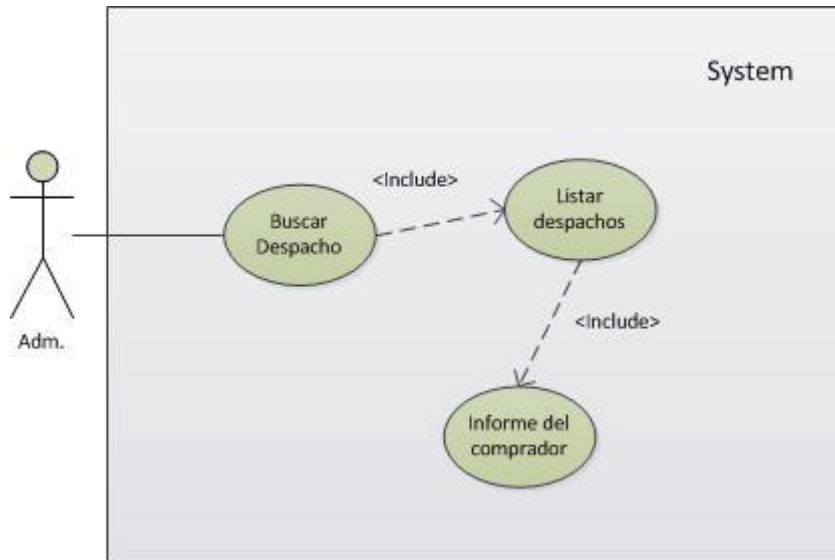 System
<Include>
Listar
despachos
Buscar
Despacho
<Include>
Adm.
Informe del
comprador